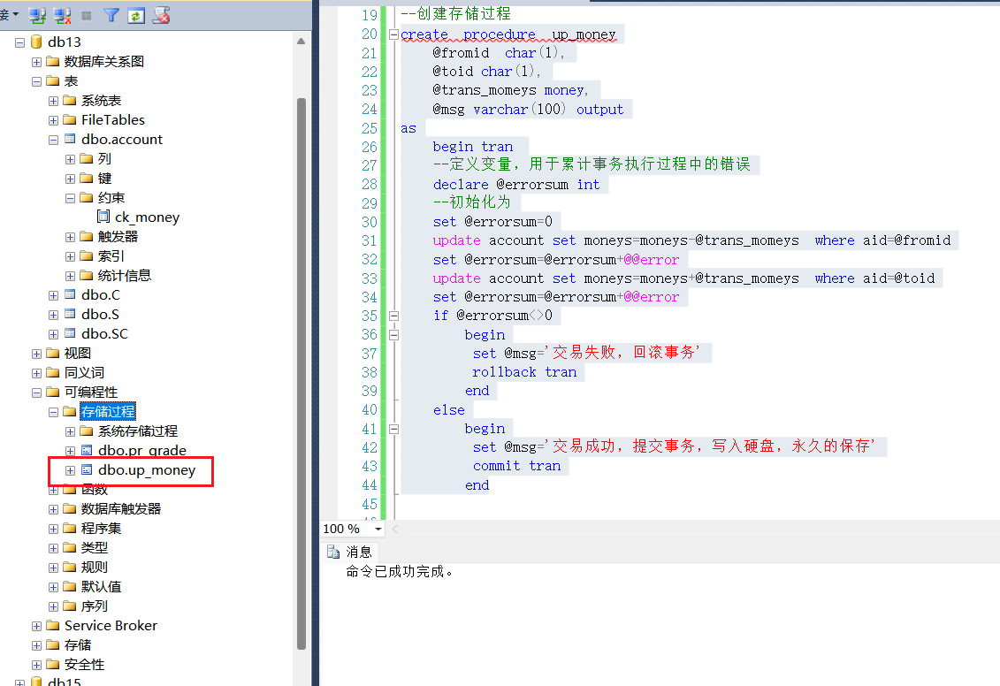 接
db13
数据库关系图
表
系统表
FileTables
dbo.account
列
键
约束
ck_money
触发器
索引
统计信息
dbo.C
dbo.S
dbo.SC
视图
同义词
可编程性
存储过程
系统存储过程
dbo.pr_grade
dbo.up_money
函数
数据库触发器
程序集
类型
规则
默认值
序列
Service Broker
存储
安全性
db15
19 --创建存储过程
20 create  procedure  up_money
21 @fromid  char(1),
22 @toid char(1),
23 @trans_momeys money,
24 @msg varchar(100) output
25 as
26 begin tran
27 --定义变量，用于累计事务执行过程中的错误
28 declare @errorsum int
29 --初始化为
30 set @errorsum=0
31 update account set moneys=moneys-@trans_momeys  where aid=@fromid
32 set @errorsum=@errorsum+@@error
33 update account set moneys=moneys+@trans_momeys  where aid=@toid
34 set @errorsum=@errorsum+@@error
35 if @errorsum<>0
36 begin
37 set @msg='交易失败，回滚事务'
38 rollback tran
39 end
40 else
41 begin
42 set @msg='交易成功，提交事务，写入硬盘，永久的保存'
43 commit tran
44 end
45
100 %
消息
命令已成功完成。